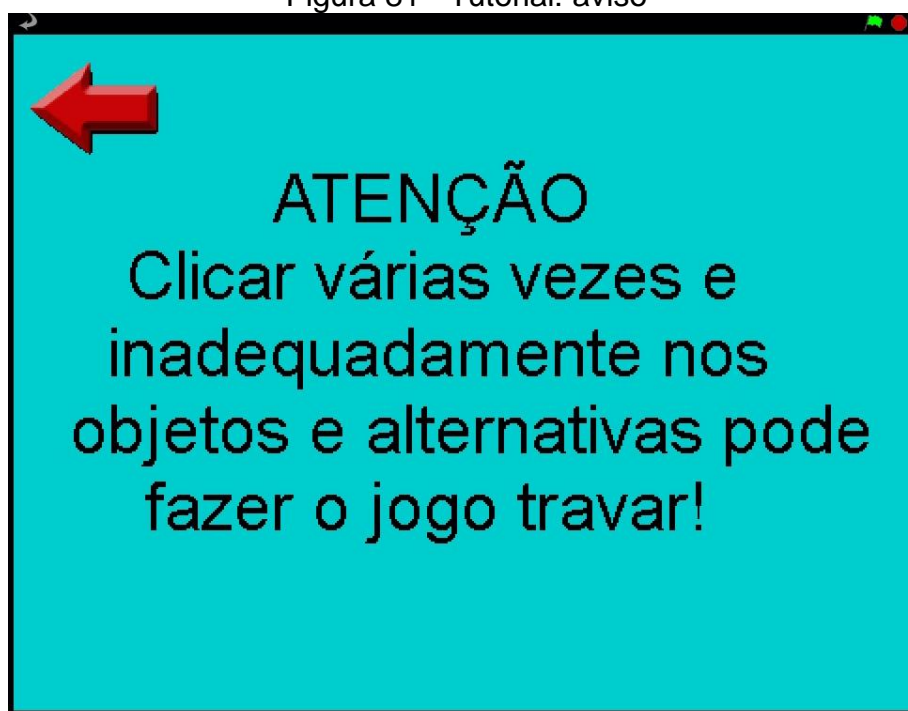 Figura 31 - Tutorial: aviso
ATENÇÃO
Clicar várias vezes e
inadequadamente nos
objetos e alternativas pode
fazer o jogo travar!